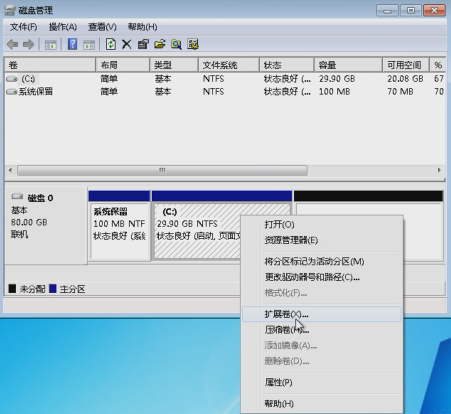 磁盘管理
文件(F) 操作(A) 查看(V) 帮助(H)
卷 布局 类型 文件系统 状态 容量 可用空间 %
(C:) 简单 基本 NTFS 状态良好 (... 29.90 GB 20.08 GB 67
系统保留 简单 基本 NTFS 状态良好 (... 100 MB 70 MB 70
磁盘 0
基本
60.00 GB
联机
系统保留
100 MB NTF
状态良好 (系统
(C:)
29.90 GB NTFS
状态良好 (启动, 页面文
打开(O)
资源管理器(E)
将分区标记为活动分区(M)
更改驱动器号和路径(C)...
格式化(F)...
扩展卷(X)...
压缩卷(H)...
添加镜像(A)...
删除卷(D)...
属性(P)
帮助(H)
未分配 主分区